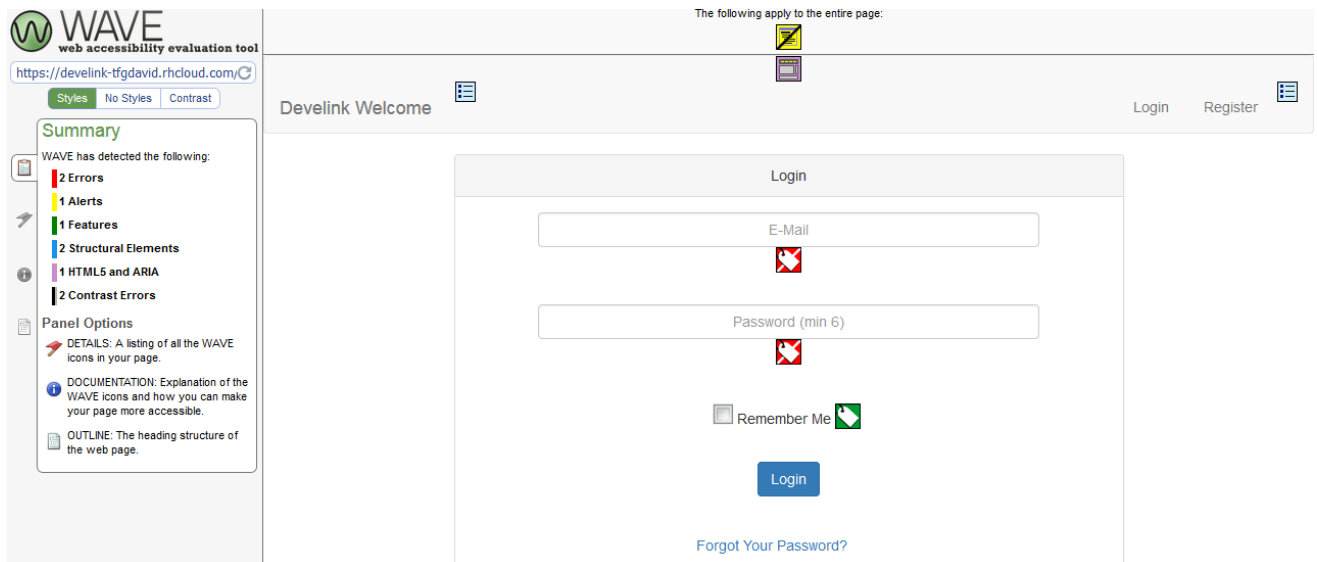 WAVE
web accessibility evaluation tool
https://develink-tfgdavid.rhcloud.com/
Styles No Styles Contrast
Summary
WAVE has detected the following:
2 Errors
1 Alerts
1 Features
2 Structural Elements
1 HTML5 and ARIA
2 Contrast Errors
Panel Options
DETAILS: A listing of all the WAVE
icons in your page.
DOCUMENTATION: Explanation of the
WAVE icons and how you can make
your page more accessible.
OUTLINE: The heading structure of
the web page.
The following apply to the entire page:
Develink Welcome
Login Register
Login
E-Mail
Password (min 6)
Remember Me
Login
Forgot Your Password?